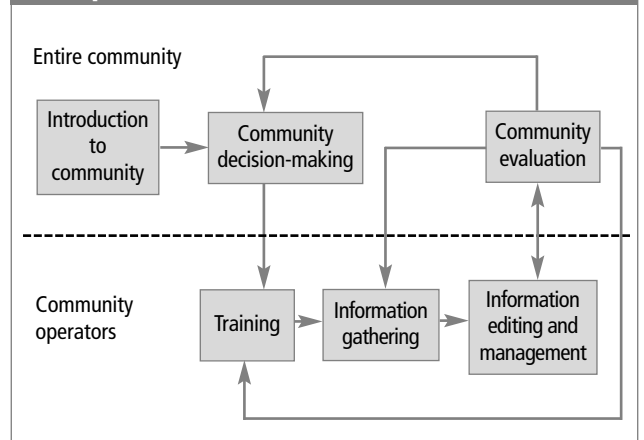 Entire community
Introduction
to
community
Community
decision-making
Community
evaluation
Community
operators
Training
Information
gathering
Information
editing and
management